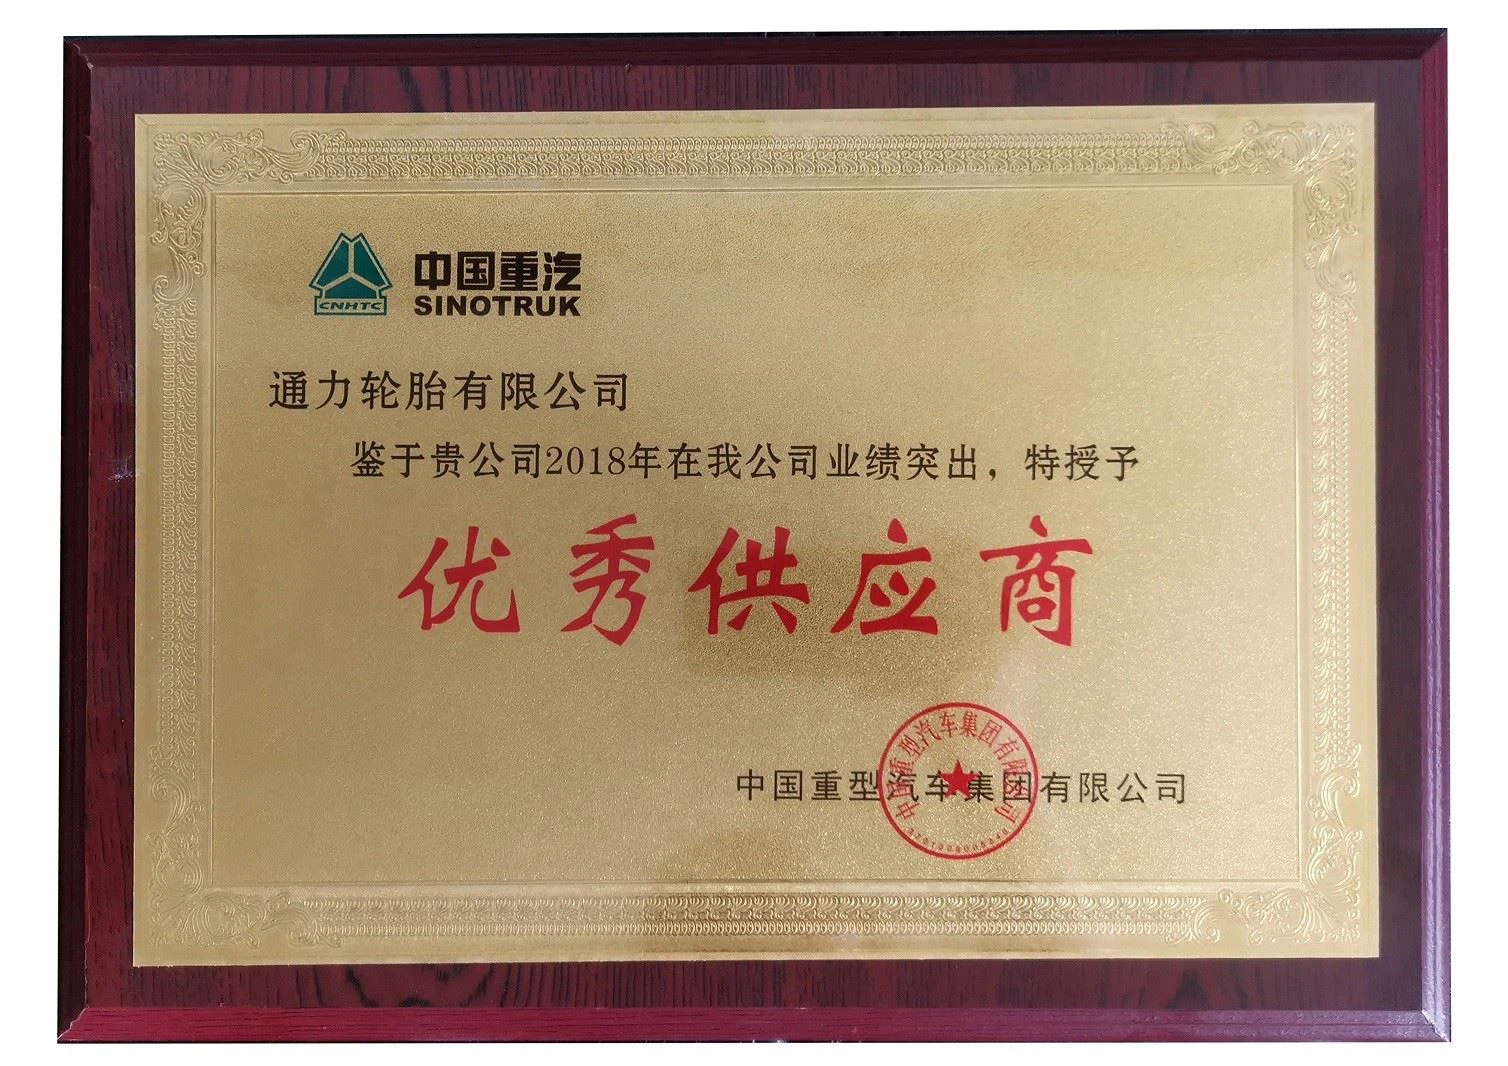 中国重汽
CNHTC
SINOTRUK
通力轮胎有限公司
鉴于贵公司2018年在我公司业绩突出，特授予
优秀供应商
中国重型汽车集团有限公司
中国重型汽车集团有限公司